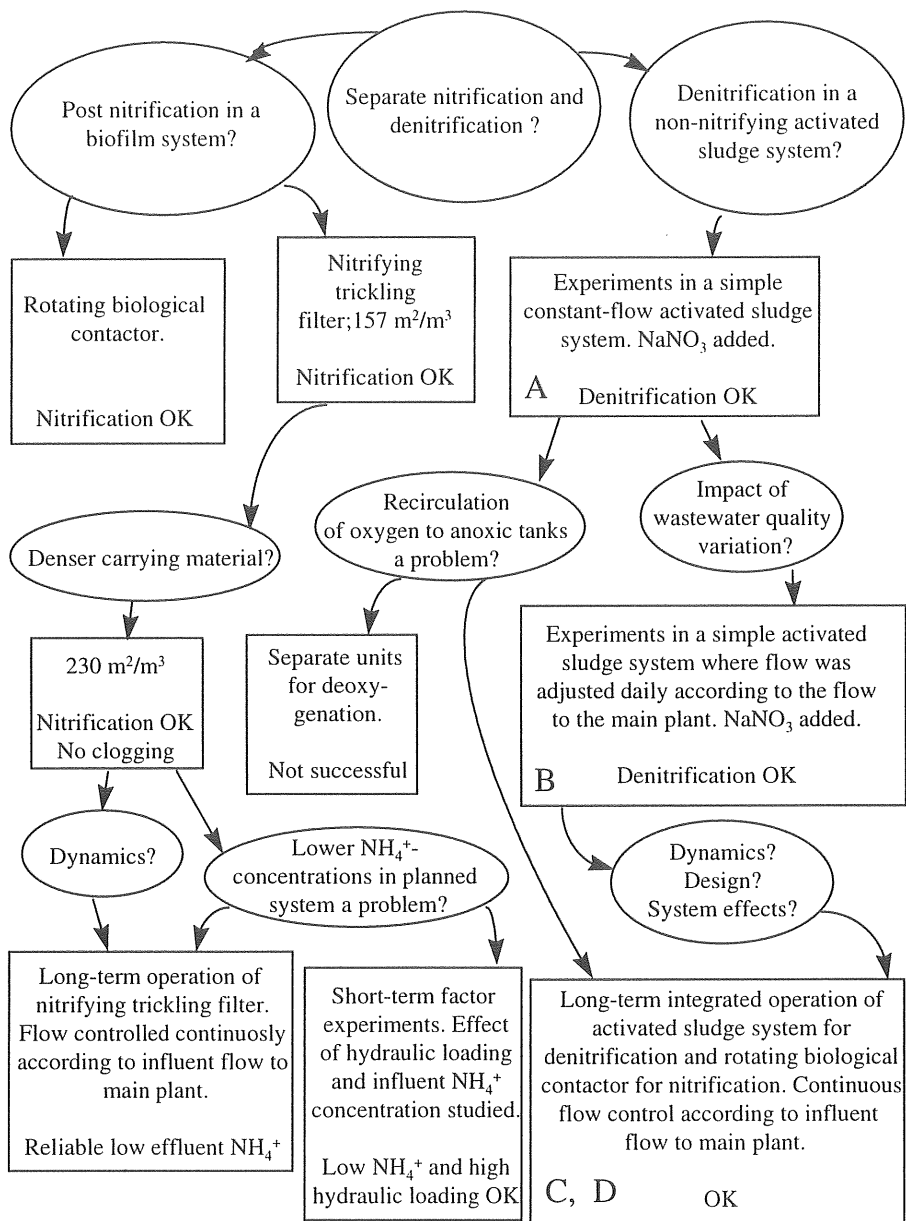 Post nitrification in a
biofilm system?
Separate nitrification and
denitrification ?
Denitrification in a
non-nitrifying activated
sludge system?
Rotating biological
contactor.
Nitrification OK
Nitrifying
trickling
filter;157 m²/m³
Nitrification OK
Experiments in a simple
constant-flow activated sludge
system. NaNO₃ added.
A
Denitrification OK
Denser carrying material?
Recirculation
of oxygen to anoxic tanks
a problem?
Impact of
wastewater quality
variation?
230 m²/m³
Nitrification OK
No clogging
Separate units
for deoxy-
genation.
Not successful
Experiments in a simple activated
sludge system where flow was
adjusted daily according to the flow
to the main plant. NaNO₃ added.
B
Denitrification OK
Dynamics?
Lower NH₄⁺-
concentrations in planned
system a problem?
Dynamics?
Design?
System effects?
Long-term operation of
nitrifying trickling filter.
Flow controlled continuosly
according to influent flow to
main plant.
Reliable low effluent NH₄⁺
Short-term factor
experiments. Effect
of hydraulic loading
and influent NH₄⁺
concentration studied.
Low NH₄⁺ and high
hydraulic loading OK
Long-term integrated operation of
activated sludge system for
denitrification and rotating biological
contactor for nitrification. Continuous
flow control according to influent
flow to main plant.
C, D
OK